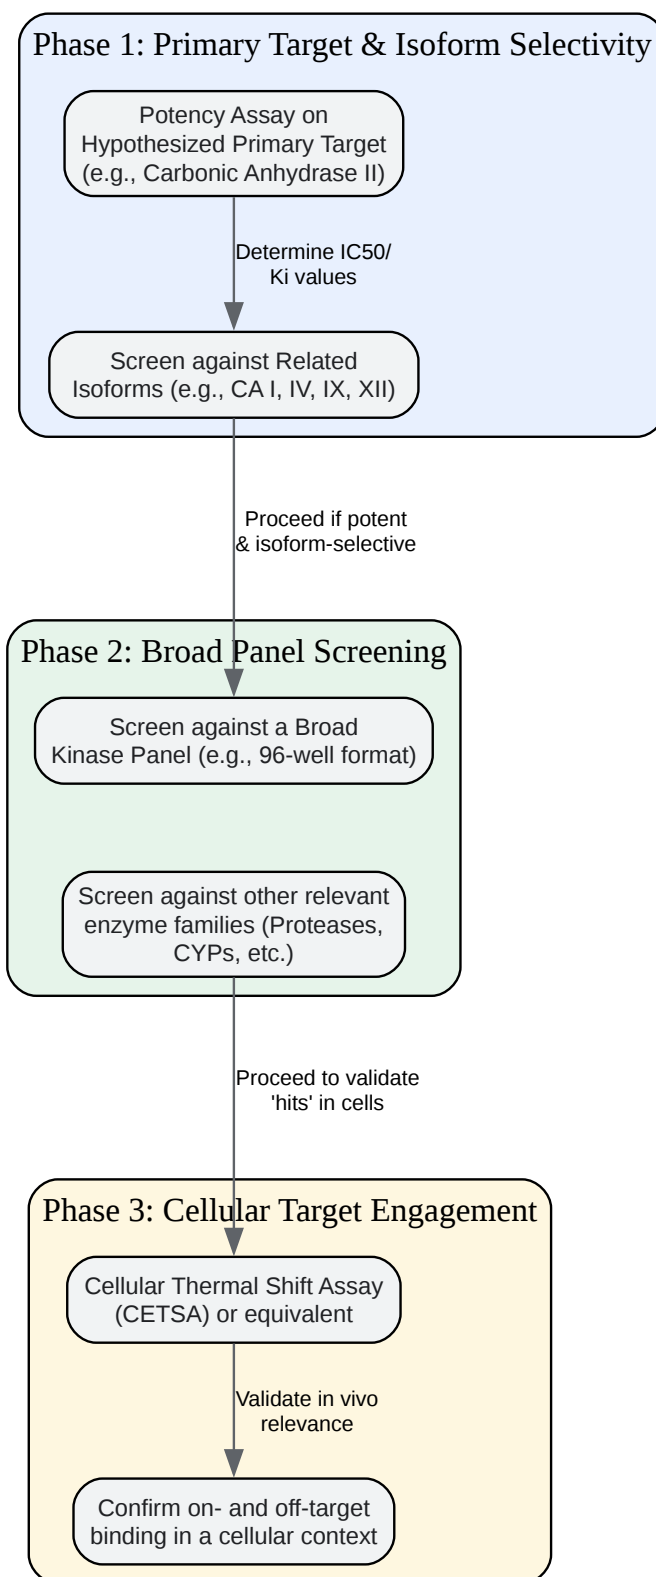 Phase 1: Primary Target & Isoform Selectivity
Potency Assay on
Hypothesized Primary Target
(e.g., Carbonic Anhydrase II)
Determine IC50/
Ki values
Screen against Related
Isoforms (e.g., CA I, IV, IX, XII)
Proceed if potent
& isoform-selective
Phase 2: Broad Panel Screening
Screen against a Broad
Kinase Panel (e.g., 96-well format)
Screen against other relevant
enzyme families (Proteases,
CYPs, etc.)
Proceed to validate
'hits' in cells
Phase 3: Cellular Target Engagement
Cellular Thermal Shift Assay
(CETSA) or equivalent
Validate in vivo
relevance
Confirm on- and off-target
binding in a cellular context